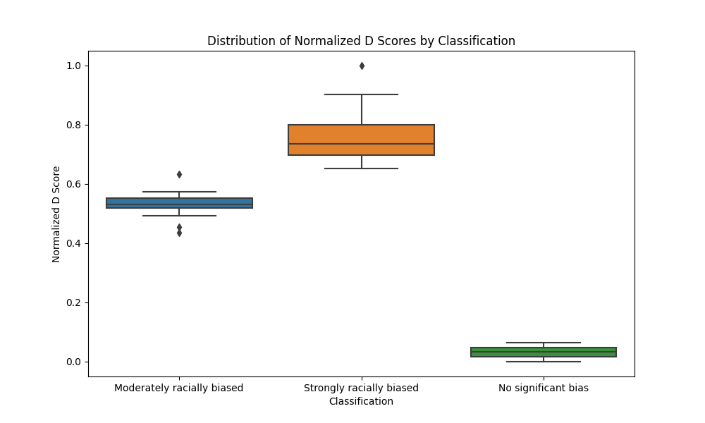 Distribution of Normalized D Scores by Classification
1.0
0.8
0.6
0.4
0.2
0.0
Normalized D Score
Moderately racially biased
Strongly racially biased
No significant bias
Classification